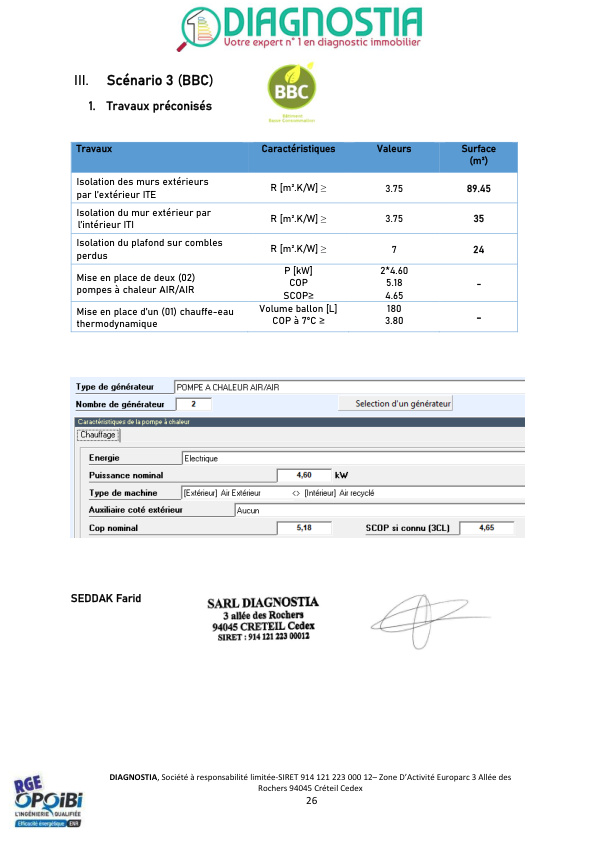 DIAGNOSTIA
Votre expert n°1 en diagnostic immobilier
III. Scénario 3 (BBC)
BBC
1. Travaux préconisés
Travaux Caractéristiques Valeurs Surface
(m²)
Isolation des murs extérieurs
par l'extérieur ITE
R [m².K/W] ≥ 3.75 89.45
Isolation du mur extérieur par
l'intérieur ITI
R [m².K/W] ≥ 3.75 35
Isolation du plafond sur combles
perdus
R [m².K/W] ≥ 7 24
Mise en place de deux (02)
pompes à chaleur AIR/AIR
P [kW] 2*4.60
COP 5.18 -
SCOP≥ 4.65
Mise en place d'un (01) chauffe-eau
thermodynamique
Volume ballon [L] 180
COP à 7°C ≥ 3.80 -
Type de générateur POMPE A CHALEUR AIR/AIR
Nombre de générateur 2 Selection d'un générateur
Caractéristiques de la pompe à chaleur
Chauffage
Energie Electrique
Puissance nominal 4,60 kW
Type de machine [Extérieur] Air Extérieur <> [Intérieur] Air recyclé
Auxiliaire coté extérieur Aucun
Cop nominal 5,18 SCOP si connu (3CL) 4,65
SEDDAK Farid
SARL DIAGNOSTIA
3 allée des Rochers
94045 CRETEIL Cedex
SIRET : 914 121 223 00012
RGE
OPQIBI
L'INGÉNIERIE QUALIFIÉE
Efficacité énergétique ENR
DIAGNOSTIA, Société à responsabilité limitée-SIRET 914 121 223 000 12– Zone D'Activité Europarc 3 Allée des
Rochers 94045 Créteil Cedex
26